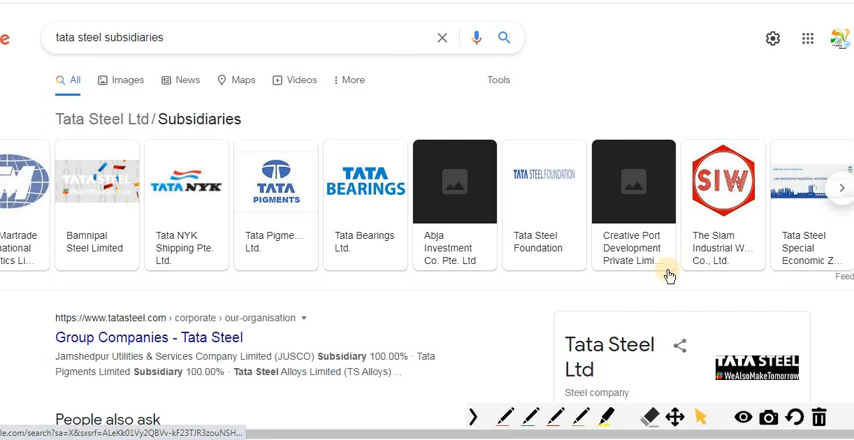 e
tata steel subsidiaries
All
Images
News
Maps
Videos
More
Tools
Tata Steel Ltd / Subsidiaries
TATA NYK
TATA
PIGMENTS
TATA
BEARINGS
TATA STEEL FOUNDATION
SIW
Martrade
national
tics Li...
Bamnipal
Steel Limited
Tata NYK
Shipping Pte.
Ltd.
Tata Pigme...
Ltd.
Tata Bearings
Ltd.
Abja
Investment
Co. Pte. Ltd
Tata Steel
Foundation
Creative Port
Development
Private Limi...
The Siam
Industrial W...
Co., Ltd.
Tata Steel
Special
Economic Z...
Feed
https://www.tatasteel.com › corporate › our-organisation
Group Companies - Tata Steel
Jamshedpur Utilities & Services Company Limited (JUSCO) Subsidiary 100.00% · Tata
Pigments Limited Subsidiary 100.00% · Tata Steel Alloys Limited (TS Alloys) ...
People also ask
Tata Steel
Ltd
Steel company
TATA STEEL
#WeAlsoMakeTomorrow